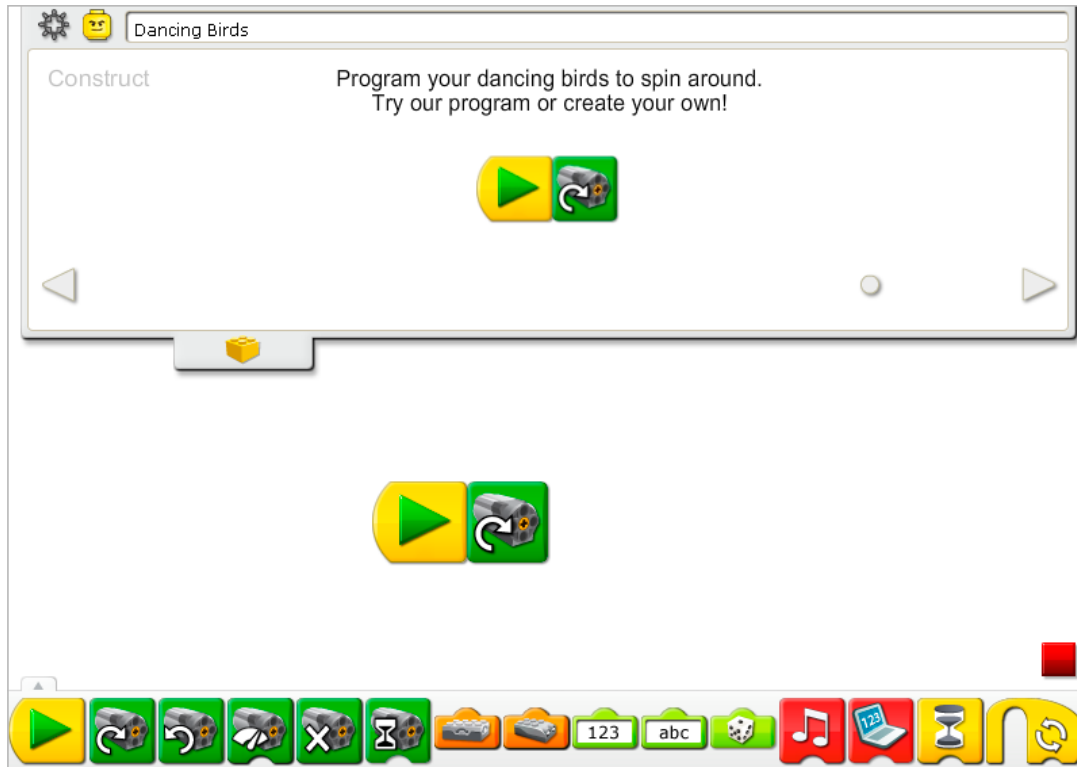 Dancing Birds
Construct
Program your dancing birds to spin around.
Try our program or create your own!
123
abc
123